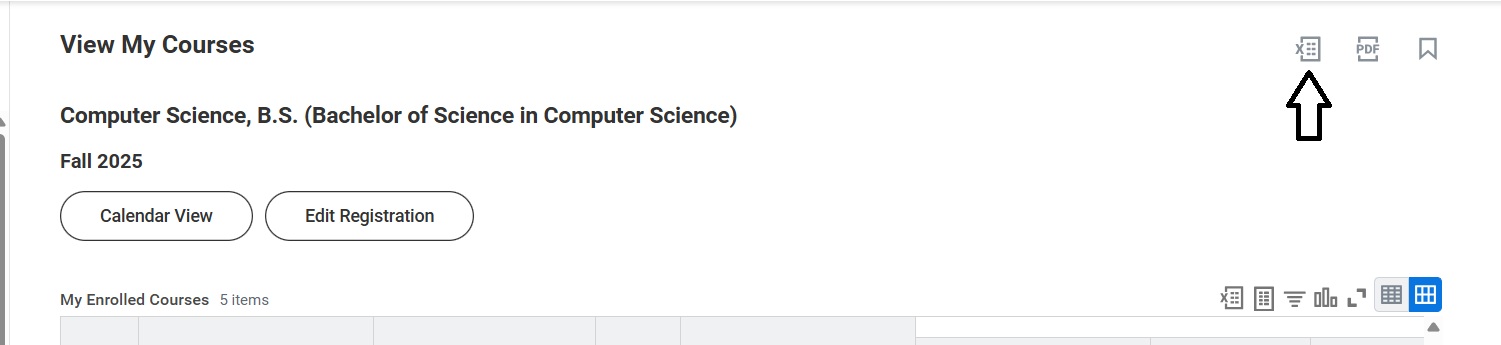 View My Courses
PDF
Computer Science, B.S. (Bachelor of Science in Computer Science)
Fall 2025
Calendar View
Edit Registration
My Enrolled Courses 5 items